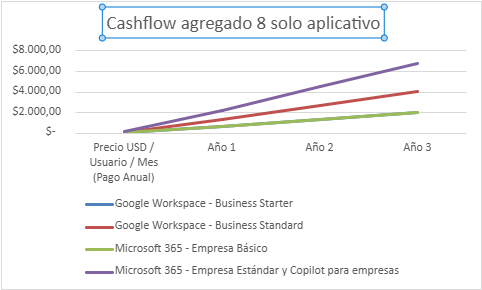 Cashflow agregado 8 solo aplicativo
$8.000,00
$6.000,00
$4.000,00
$2.000,00
$-
Precio USD /
Usuario / Mes
(Pago Anual)
Año 1
Año 2
Año 3
Google Workspace - Business Starter
Google Workspace - Business Standard
Microsoft 365 - Empresa Básico
Microsoft 365 - Empresa Estándar y Copilot para empresas